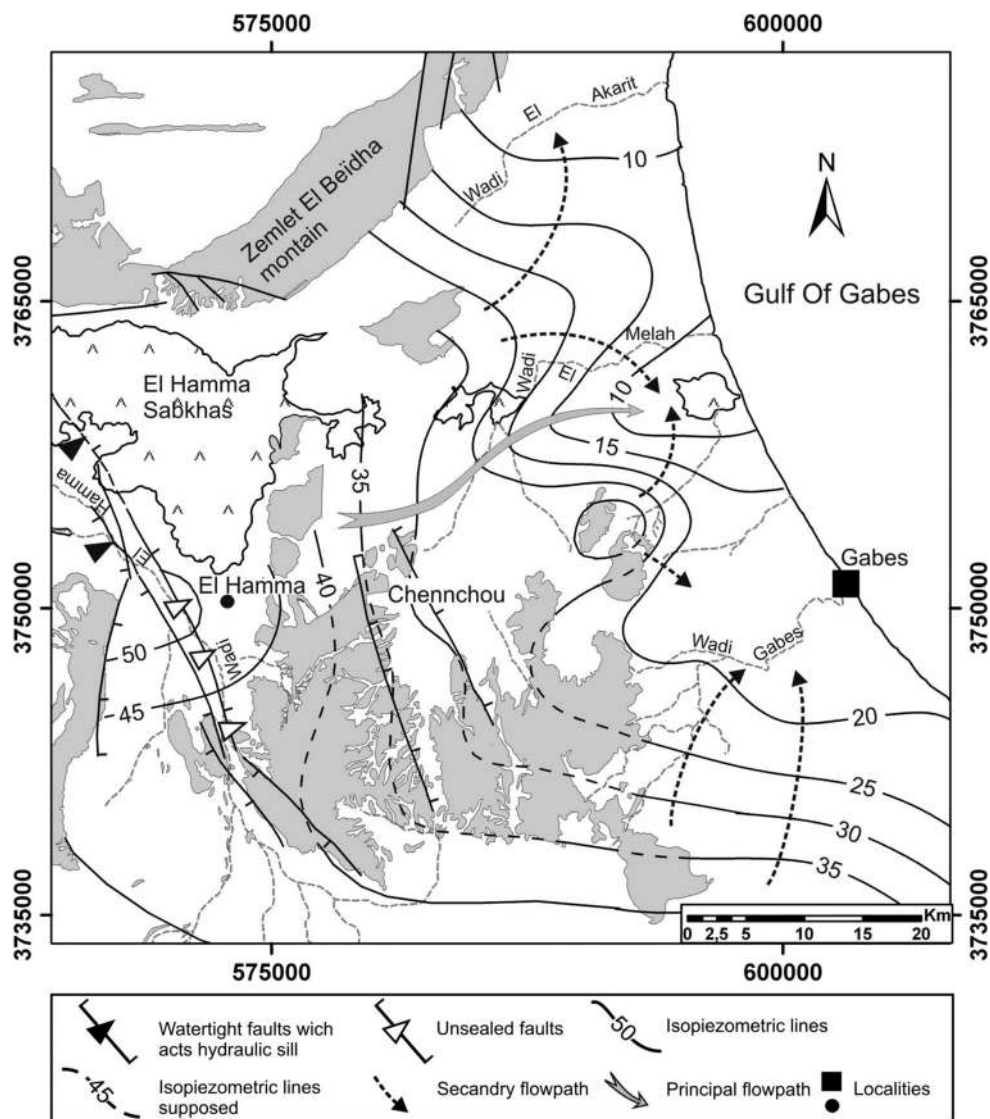 575000
600000
El
Akarit
Wadi
10
N
Zemlet El Beïdha
montain
3765000
3765000
Gulf Of Gabes
Melah
El
Wadi
El Hamma
Sabkhas
10
15
35
Hamma
El
Wadi
El Hamma
40
Chennchou
Gabes
3750000
3750000
50
45
Wadi
Gabes
20
25
30
35
3735000
3735000
Km
0 2,5 5 10 15 20
575000
600000
Watertight faults wich
acts hydraulic sill
Unsealed faults
50
Isopiezometric lines
45
Isopiezometric lines
supposed
Secandry flowpath
Principal flowpath
Localities